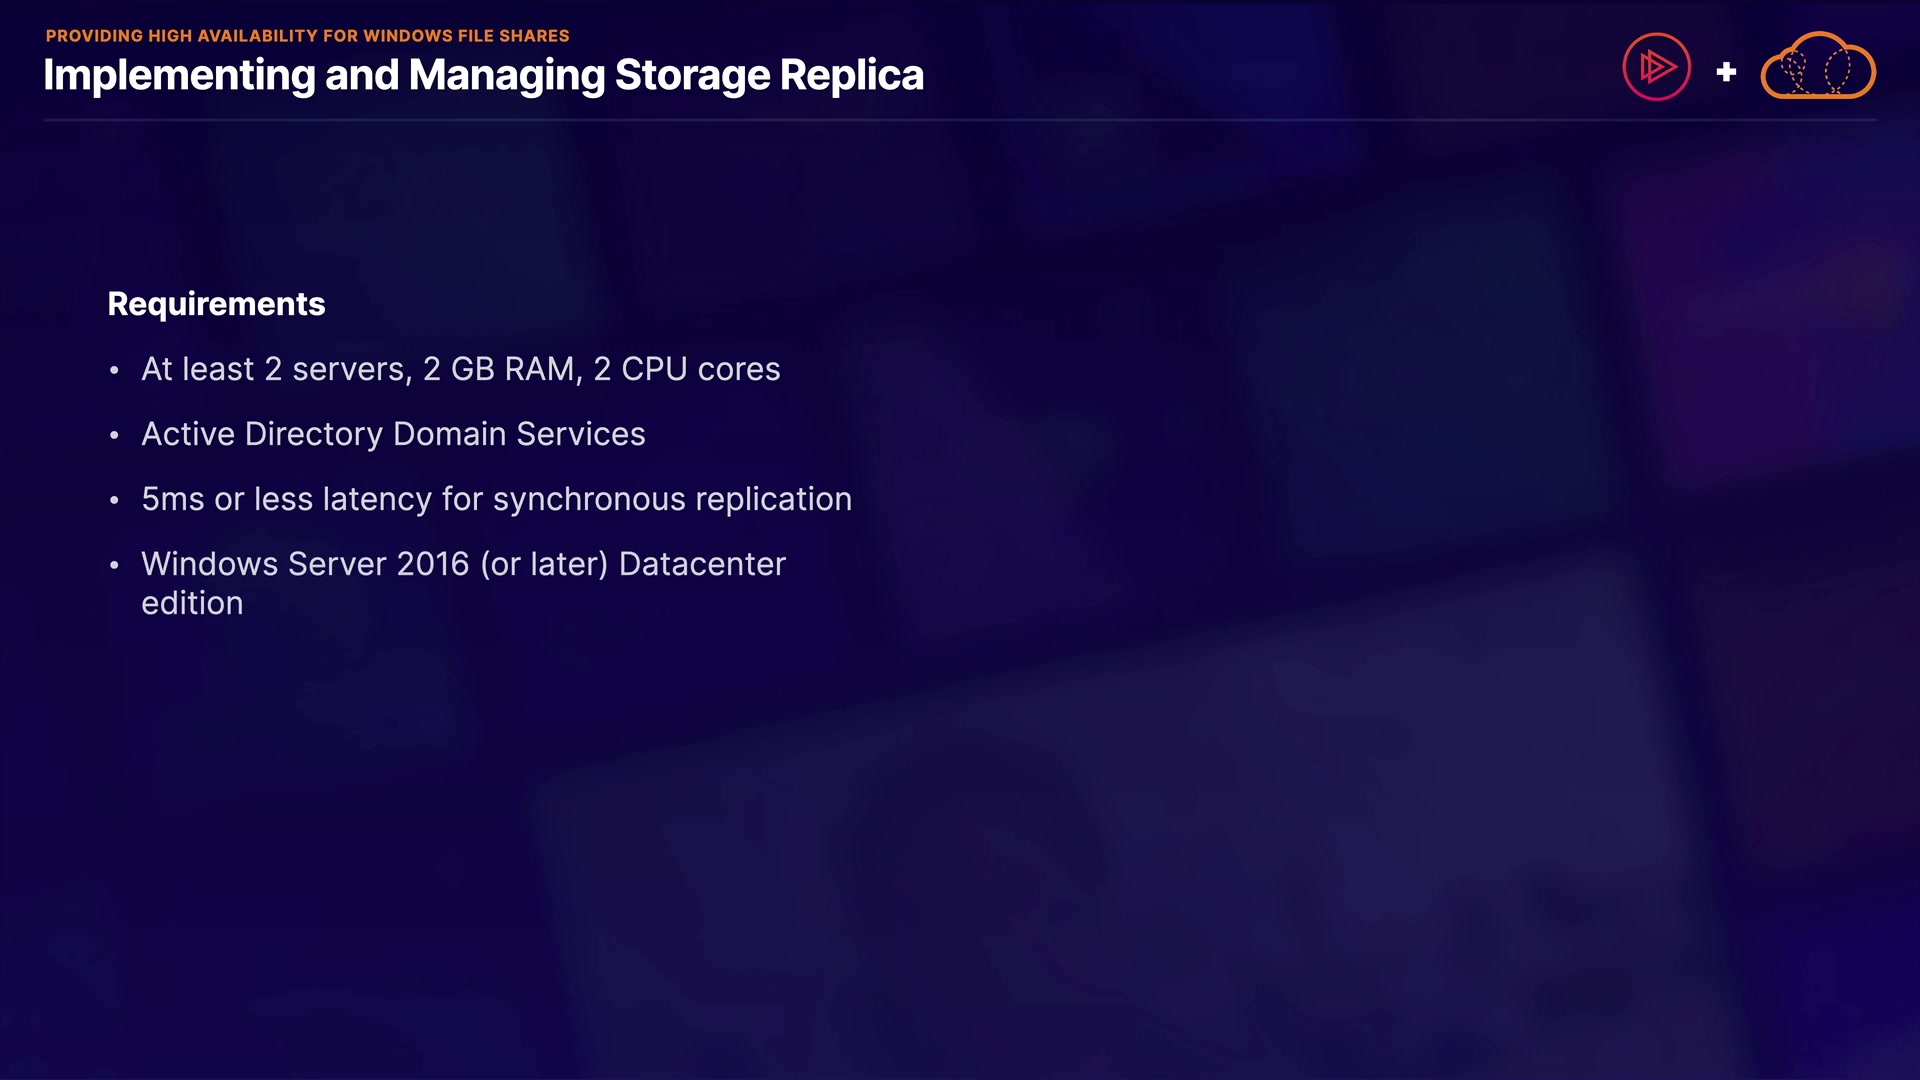 PROVIDING HIGH AVAILABILITY FOR WINDOWS FILE SHARES
Implementing and Managing Storage Replica
+
Requirements
• At least 2 servers, 2 GB RAM, 2 CPU cores
• Active Directory Domain Services
• 5ms or less latency for synchronous replication
• Windows Server 2016 (or later) Datacenter
edition